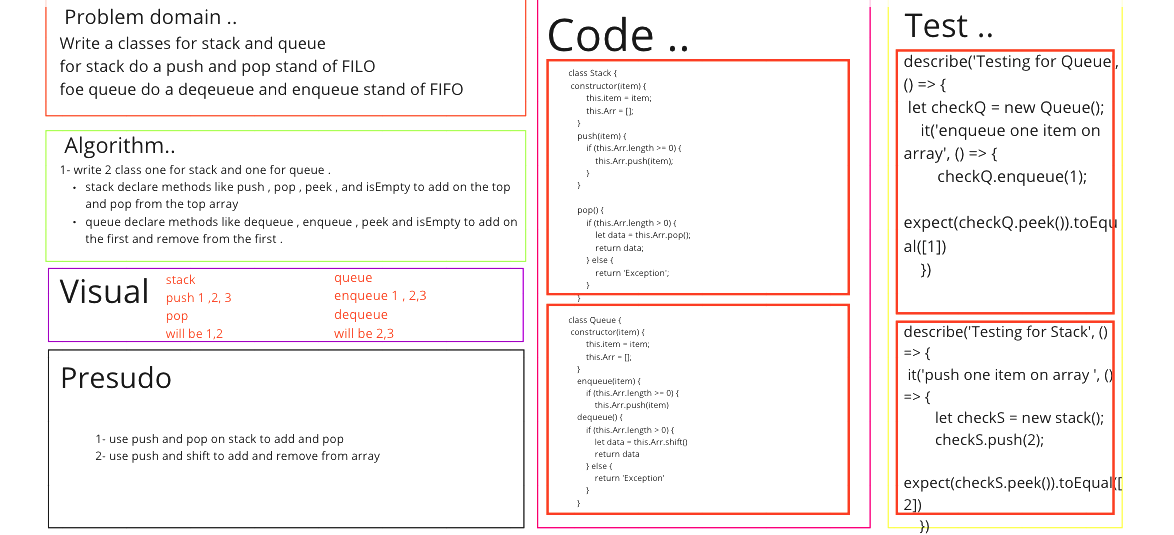 Problem domain ..
Write a classes for stack and queue
for stack do a push and pop stand of FILO
foe queue do a deqeueue and enqueue stand of FIFO
Algorithm..
1- write 2 class one for stack and one for queue .
• stack declare methods like push , pop , peek , and isEmpty to add on the top
and pop from the top array
• queue declare methods like dequeue , enqueue , peek and isEmpty to add on
the first and remove from the first .
Visual
stack
push 1 ,2, 3
pop
will be 1,2
queue
enqueue 1 , 2,3
dequeue
will be 2,3
Presudo
1- use push and pop on stack to add and pop
2- use push and shift to add and remove from array
Code ..
class Stack {
constructor(item) {
this.item = item;
this.Arr = [];
}
push(item) {
if (this.Arr.length >= 0) {
this.Arr.push(item);
}
}
pop() {
if (this.Arr.length > 0) {
let data = this.Arr.pop();
return data;
} else {
return 'Exception';
}
}
class Queue {
constructor(item) {
this.item = item;
this.Arr = [];
}
enqueue(item) {
if (this.Arr.length >= 0) {
this.Arr.push(item)
dequeue() {
if (this.Arr.length > 0) {
let data = this.Arr.shift()
return data
} else {
return 'Exception'
}
}
Test ..
describe('Testing for Queue',
() => {
let checkQ = new Queue();
it('enqueue one item on
array', () => {
checkQ.enqueue(1);
expect(checkQ.peek()).toEqu
al([1])
})
describe('Testing for Stack', ()
=> {
it('push one item on array ', ()
=> {
let checkS = new stack();
checkS.push(2);
expect(checkS.peek()).toEqual([
2])
})